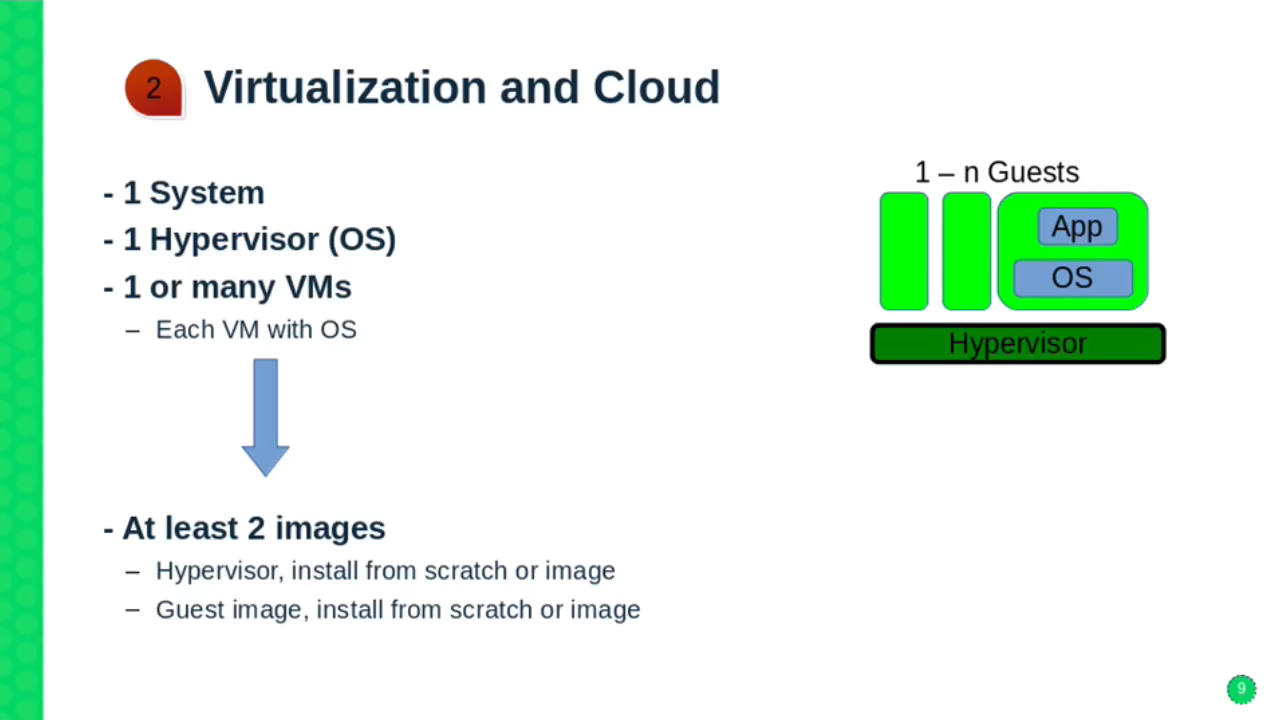 2 Virtualization and Cloud
- 1 System
- 1 Hypervisor (OS)
- 1 or many VMs
– Each VM with OS
- At least 2 images
– Hypervisor, install from scratch or image
– Guest image, install from scratch or image
1 – n Guests
App
OS
Hypervisor
9